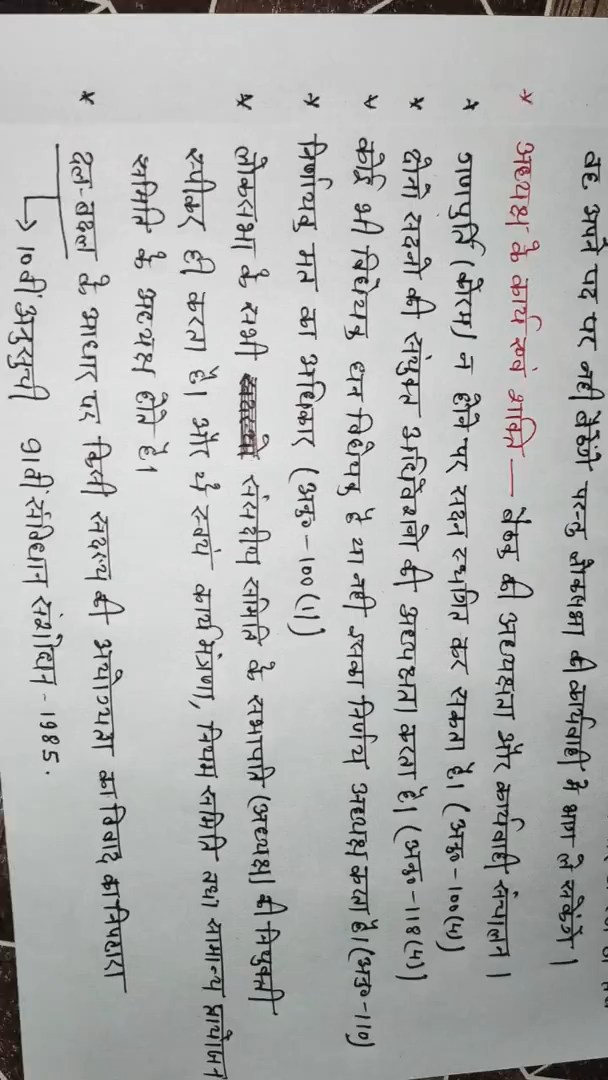 वह अपने पद पर नहीं बैठेंगे परन्तु लोकसभा की कार्यवाही में भाग ले सकेंगे।
* अध्यक्ष के कार्य एवं शक्ति — बैठक की अध्यक्षता और कार्यवाही संचालन।
* गणपुर्ति (कोरम) न होने पर सदन स्थगित कर सकता है। (अनु०-100(4)
* दोनो सदनो की संयुक्त अधिवेशन की अध्यक्षता करता है। (अनु०-118(4))
* कोई भी विधेयक धन विधेयक है या नही इसका निर्णय अध्यक्ष करता है। (अनु०-110)
* निर्णायक मत का अधिकार (अनु०-100(1))
* लोकसभा के सभी संसदीय समिति के सभापति (अध्यक्ष) की नियुक्ती
स्पीकर ही करता है। और ये स्वयं कार्यमंत्रणा, नियम समिति तथा सामान्य प्रायोजन
समिति के अध्यक्ष होते है।
* दल-बदल के आधार पर किसी सदस्य की अयोग्यता का विवाद का निपटारा
↳ 10वीं अनुसूची 91वीं संविधान संशोधन - 1985.